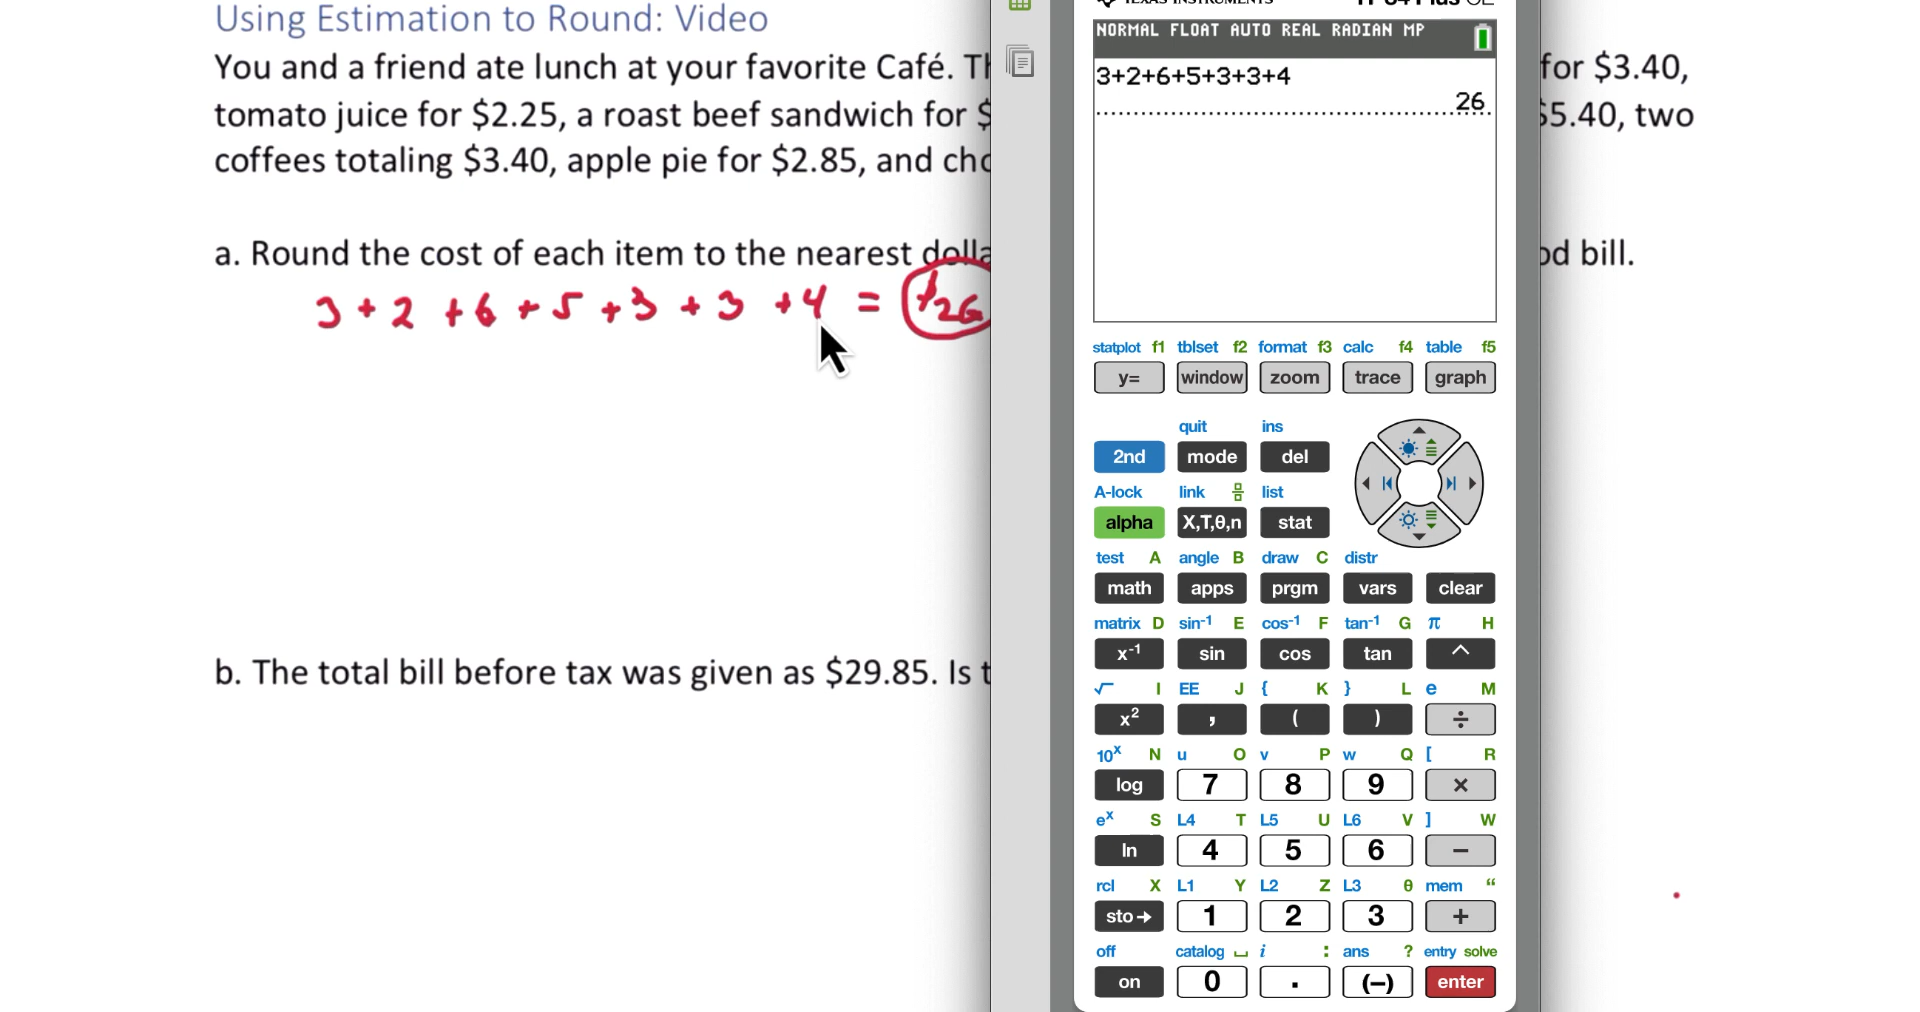 Using Estimation to Round: Video
You and a friend ate lunch at your favorite Café. for $3.40,
tomato juice for $2.25, a roast beef sandwich for $ $5.40, two
coffees totaling $3.40, apple pie for $2.85, and
a. Round the cost of each item to the nearest bill.
3 + 2 + 6 + 5 + 3 + 3 + 4 = $26
b. The total bill before tax was given as $29.85. Is
TEXAS INSTRUMENTS TI-84 Plus CE
NORMAL FLOAT AUTO REAL RADIAN MP
3+2+6+5+3+3+4
26
statplot f1 tblset f2 format f3 calc f4 table f5
y= window zoom trace graph
quit ins
2nd mode del
A-lock link list
alpha X,T,θ,n stat
test A angle B draw C distr
math apps prgm vars clear
matrix D sin⁻¹ E cos⁻¹ F tan⁻¹ G π H
x⁻¹ sin cos tan ^
√ I EE J { K } L e M
x² , ( ) ÷
10ˣ N u O v P w Q [ R
log 7 8 9 ×
eˣ S L4 T L5 U L6 V ] W
ln 4 5 6 −
rcl X L1 Y L2 Z L3 θ mem “
sto→ 1 2 3 +
off catalog ⎵ i : ans ? entry solve
on 0 . (−) enter